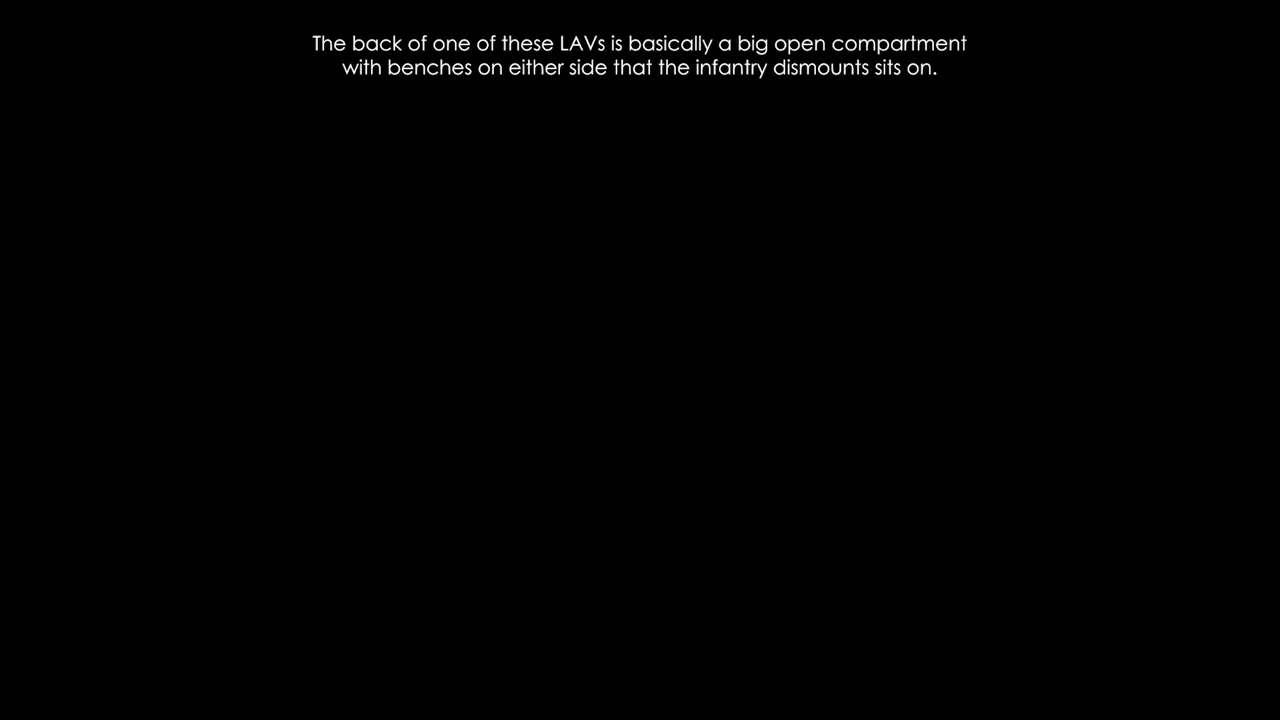 The back of one of these LAVs is basically a big open compartment
with benches on either side that the infantry dismounts sits on.